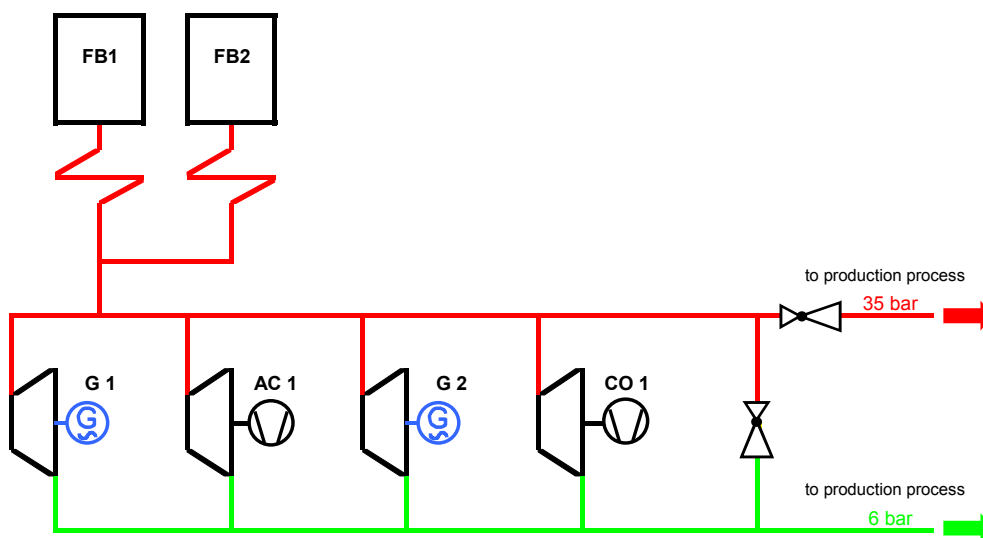 FB1
FB2
to production process
35 bar
G 1
AC 1
G 2
CO 1
G
G
to production process
6 bar